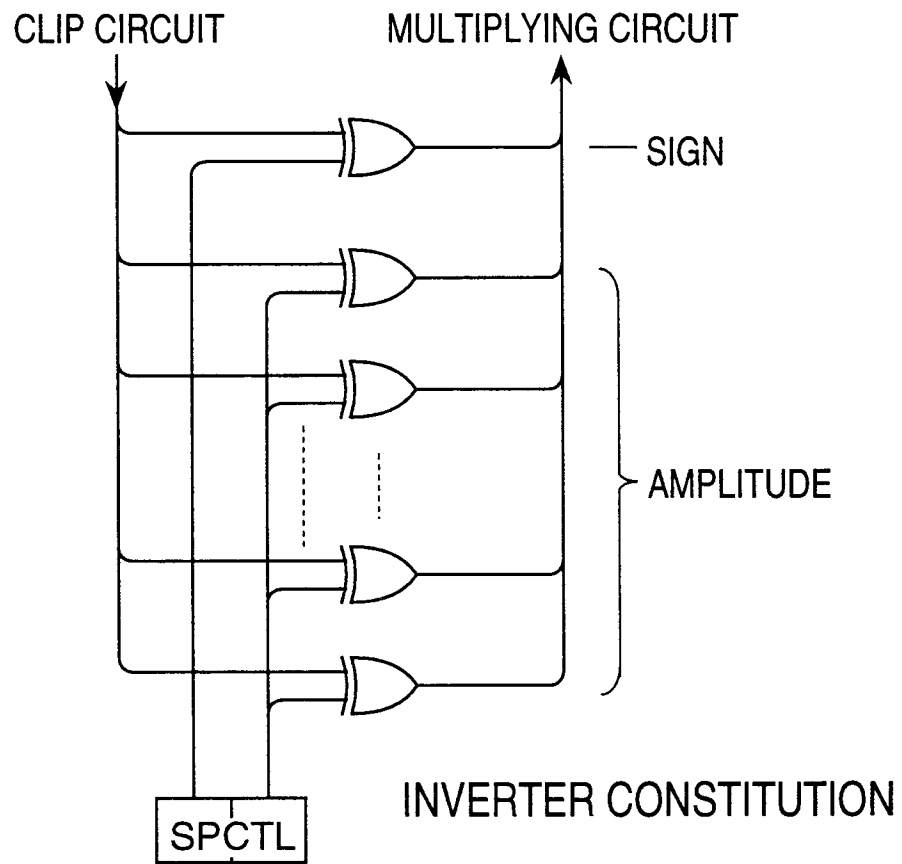 CLIP CIRCUIT
MULTIPLYING CIRCUIT
SIGN
AMPLITUDE
INVERTER CONSTITUTION
SPCTL